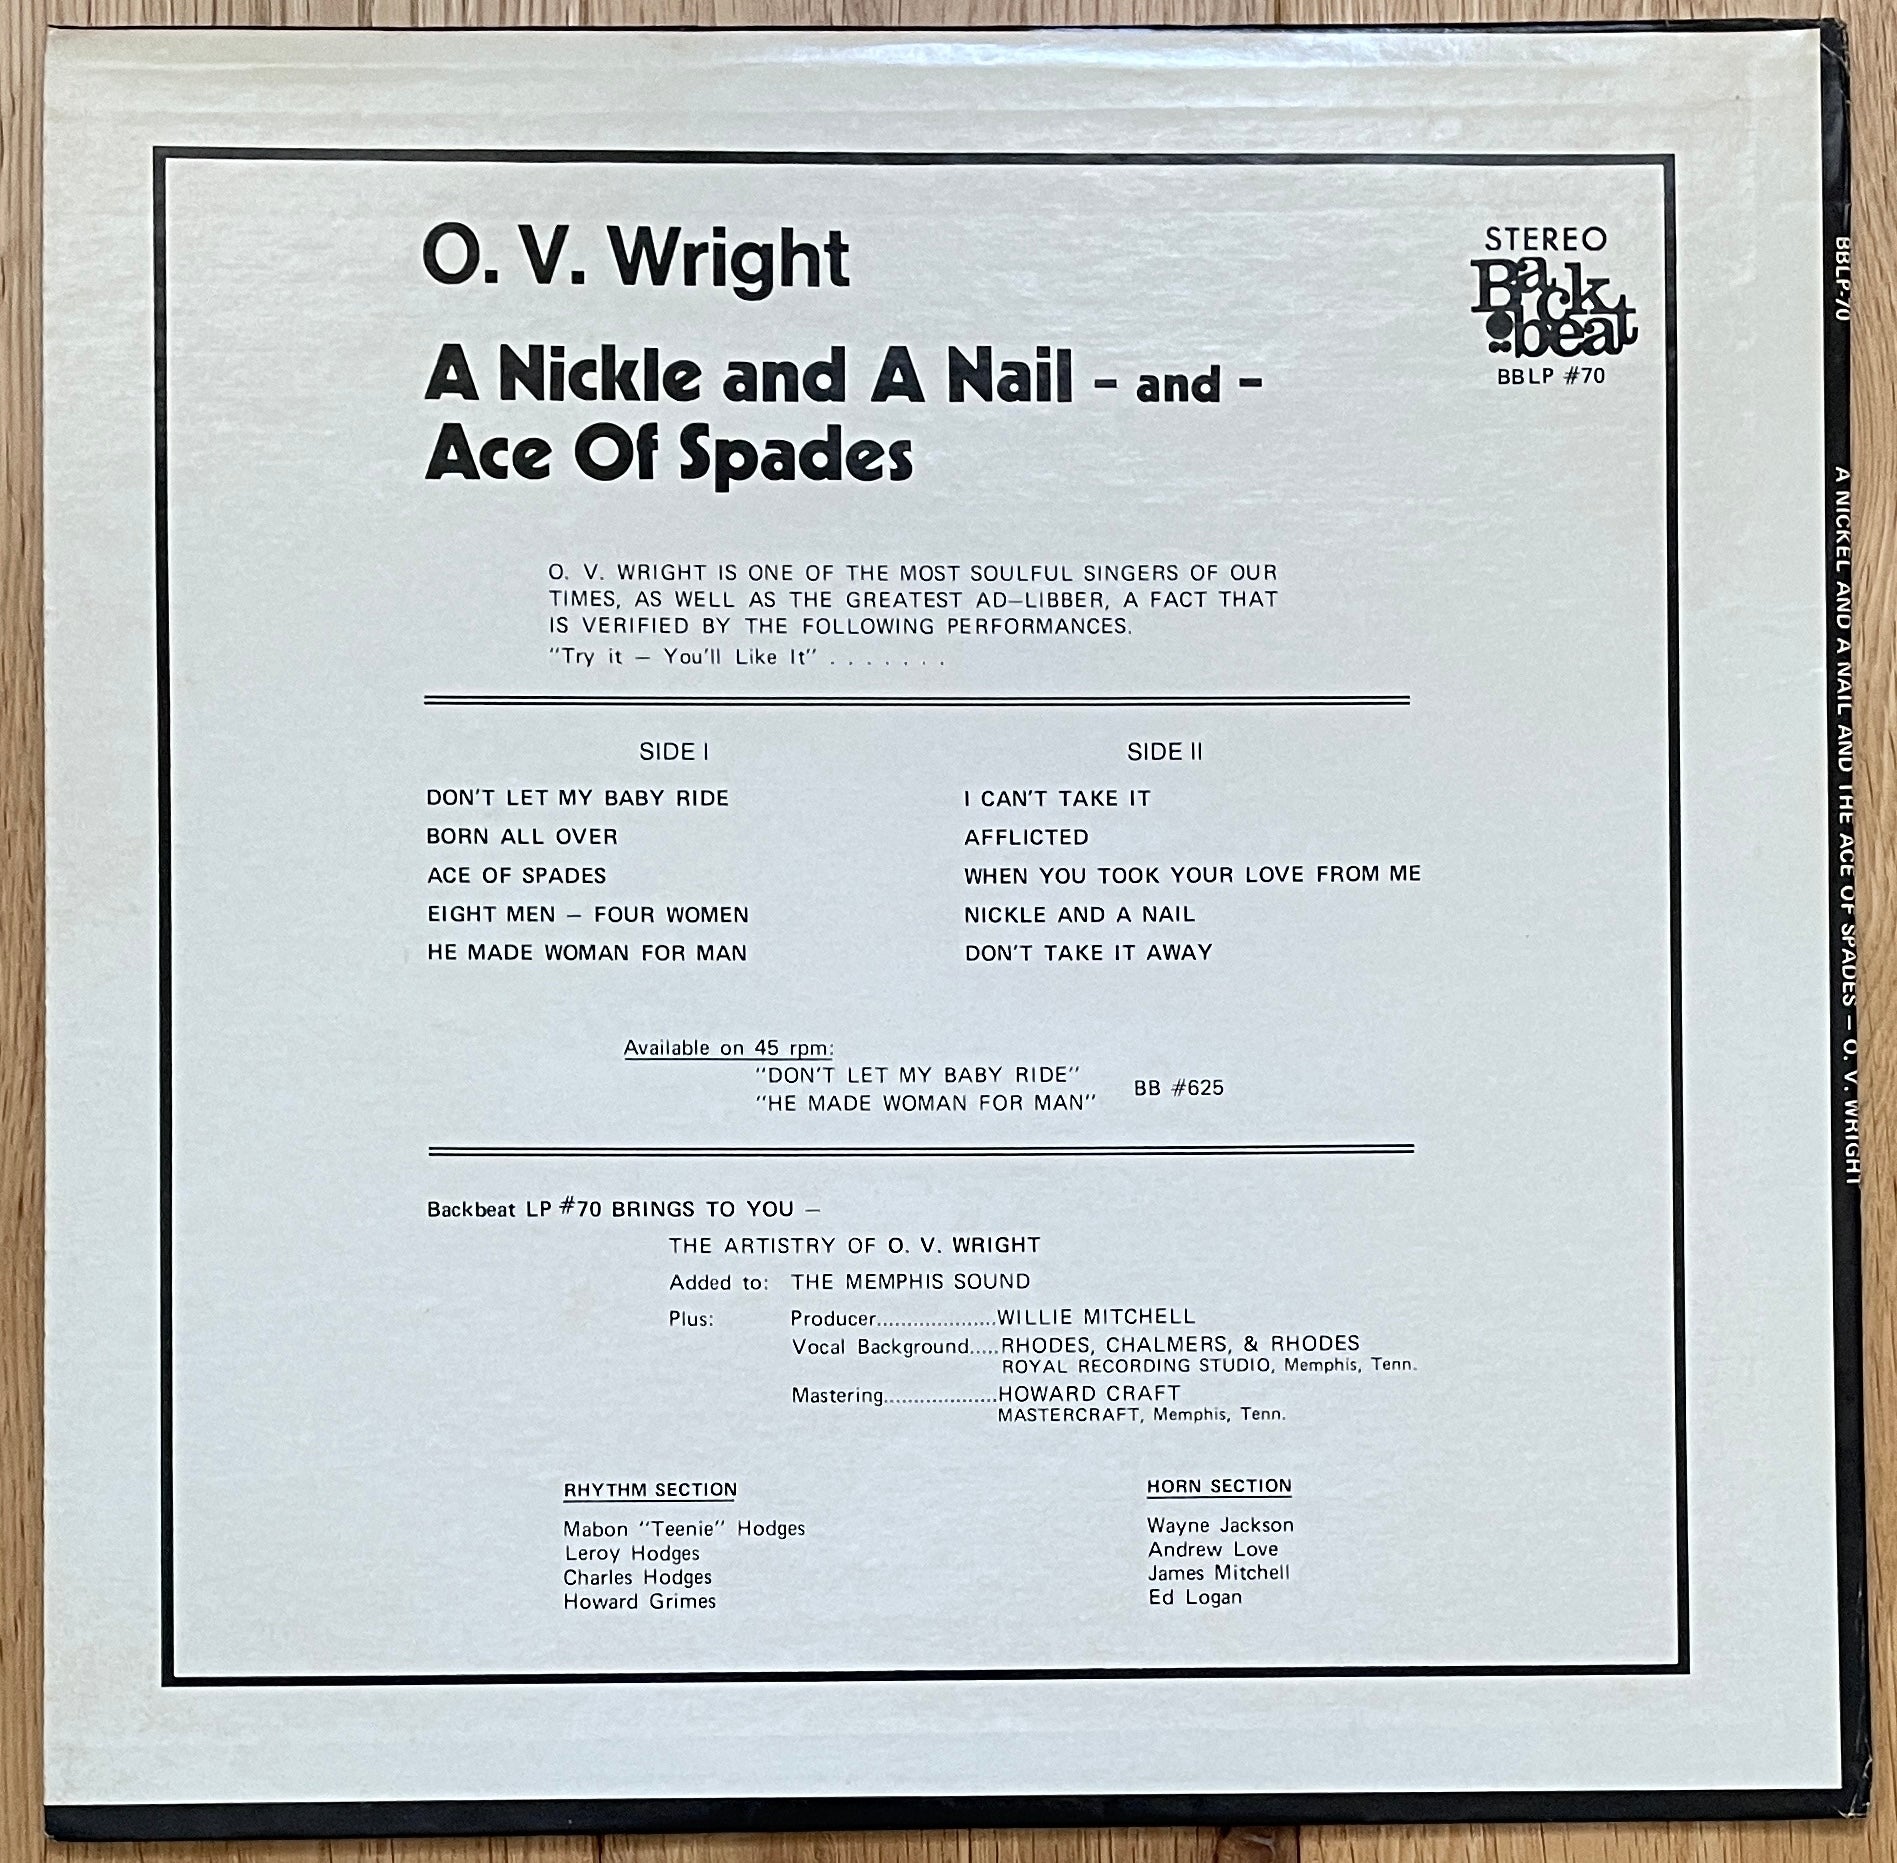 O. V. Wright
A Nickle and A Nail - and -
Ace Of Spades
STEREO
Back beat
BBLP #70
O. V. WRIGHT IS ONE OF THE MOST SOULFUL SINGERS OF OUR
TIMES, AS WELL AS THE GREATEST AD–LIBBER, A FACT THAT
IS VERIFIED BY THE FOLLOWING PERFORMANCES.
"Try it – You'll Like It" . . . . . . .
SIDE I
DON'T LET MY BABY RIDE
BORN ALL OVER
ACE OF SPADES
EIGHT MEN – FOUR WOMEN
HE MADE WOMAN FOR MAN
SIDE II
I CAN'T TAKE IT
AFFLICTED
WHEN YOU TOOK YOUR LOVE FROM ME
NICKLE AND A NAIL
DON'T TAKE IT AWAY
Available on 45 rpm:
"DON'T LET MY BABY RIDE"
"HE MADE WOMAN FOR MAN"
BB #625
Backbeat LP #70 BRINGS TO YOU –
THE ARTISTRY OF O. V. WRIGHT
Added to: THE MEMPHIS SOUND
Plus: Producer....................WILLIE MITCHELL
Vocal Background.....RHODES, CHALMERS, & RHODES
ROYAL RECORDING STUDIO, Memphis, Tenn.
Mastering...................HOWARD CRAFT
MASTERCRAFT, Memphis, Tenn.
RHYTHM SECTION
Mabon "Teenie" Hodges
Leroy Hodges
Charles Hodges
Howard Grimes
HORN SECTION
Wayne Jackson
Andrew Love
James Mitchell
Ed Logan
BBLP-70 A NICKEL AND A NAIL AND THE ACE OF SPADES – O. V. WRIGHT